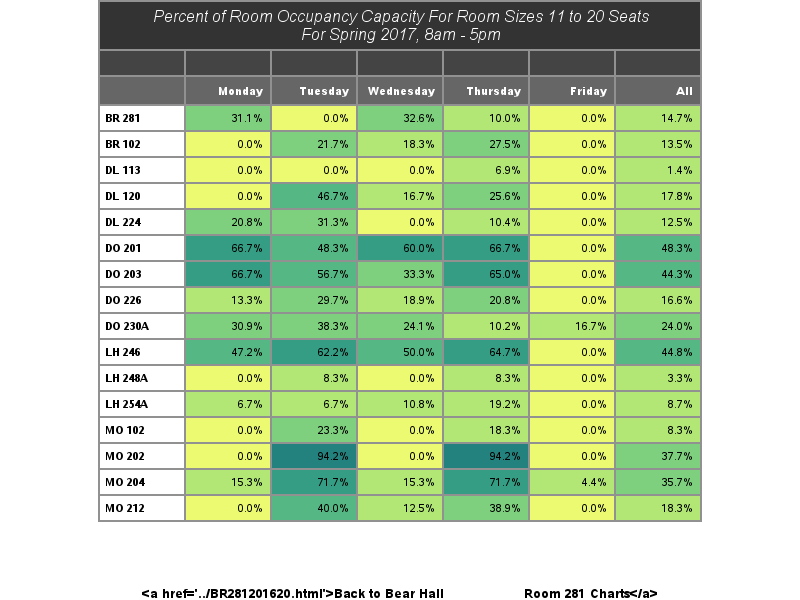 Percent of Room Occupancy Capacity For Room Sizes 11 to 20 Seats
For Spring 2017, 8am - 5pm
Monday Tuesday Wednesday Thursday Friday All
BR 281 31.1% 0.0% 32.6% 10.0% 0.0% 14.7%
BR 102 0.0% 21.7% 18.3% 27.5% 0.0% 13.5%
DL 113 0.0% 0.0% 0.0% 6.9% 0.0% 1.4%
DL 120 0.0% 46.7% 16.7% 25.6% 0.0% 17.8%
DL 224 20.8% 31.3% 0.0% 10.4% 0.0% 12.5%
DO 201 66.7% 48.3% 60.0% 66.7% 0.0% 48.3%
DO 203 66.7% 56.7% 33.3% 65.0% 0.0% 44.3%
DO 226 13.3% 29.7% 18.9% 20.8% 0.0% 16.6%
DO 230A 30.9% 38.3% 24.1% 10.2% 16.7% 24.0%
LH 246 47.2% 62.2% 50.0% 64.7% 0.0% 44.8%
LH 248A 0.0% 8.3% 0.0% 8.3% 0.0% 3.3%
LH 254A 6.7% 6.7% 10.8% 19.2% 0.0% 8.7%
MO 102 0.0% 23.3% 0.0% 18.3% 0.0% 8.3%
MO 202 0.0% 94.2% 0.0% 94.2% 0.0% 37.7%
MO 204 15.3% 71.7% 15.3% 71.7% 4.4% 35.7%
MO 212 0.0% 40.0% 12.5% 38.9% 0.0% 18.3%
<a href='../BR281201620.html'>Back to Bear Hall Room 281 Charts</a>